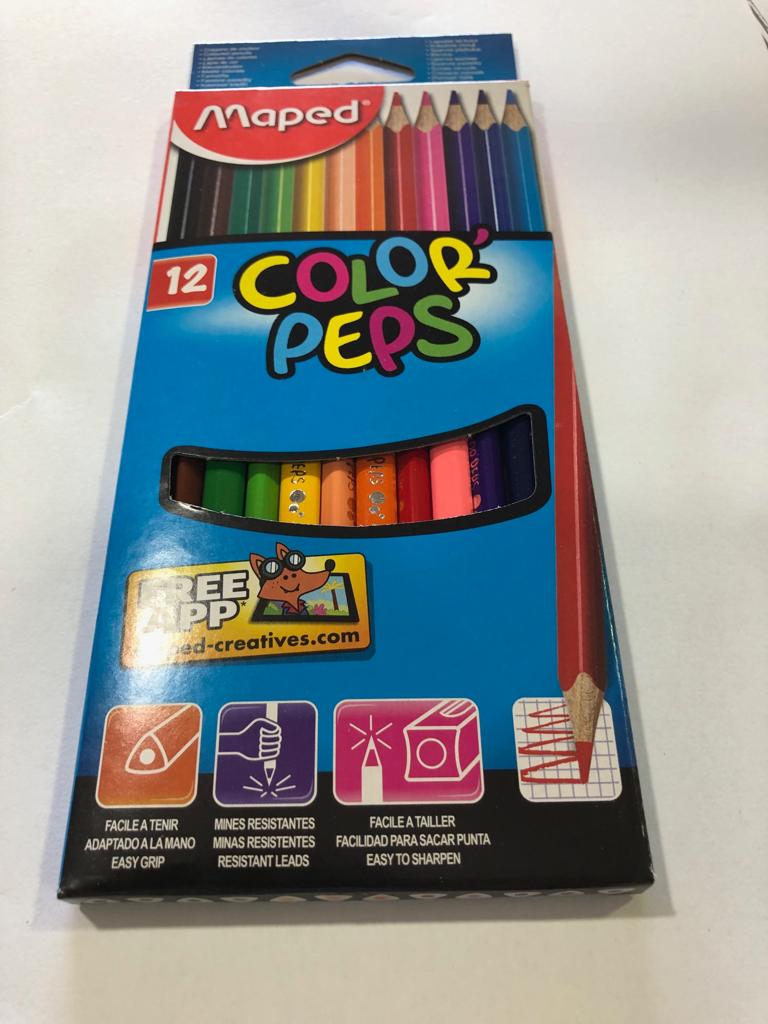 Maped®
12
COLOR'
PEPS
FREE
APP*
ed-creatives.com
FACILE A TENIR
ADAPTADO A LA MANO
EASY GRIP
MINES RESISTANTES
MINAS RESISTENTES
RESISTANT LEADS
FACILE A TAILLER
FACILIDAD PARA SACAR PUNTA
EASY TO SHARPEN